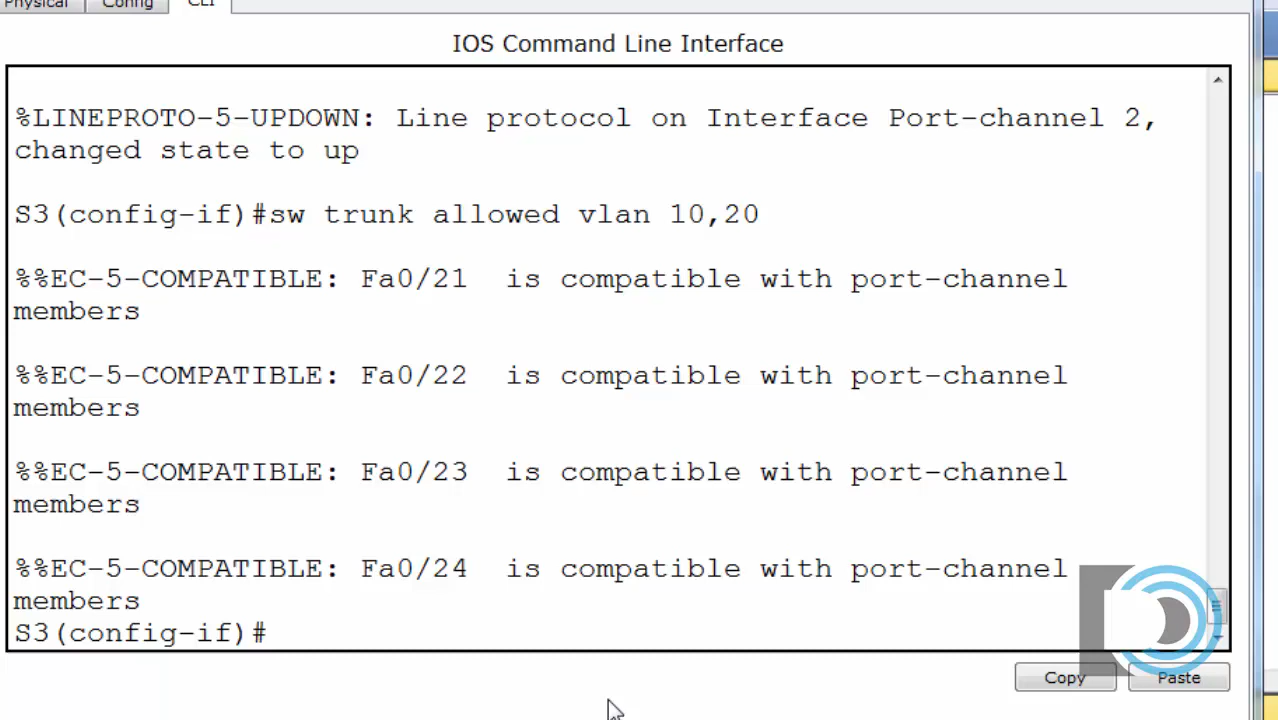 Physical Config CLI
IOS Command Line Interface
%LINEPROTO-5-UPDOWN: Line protocol on Interface Port-channel 2,
changed state to up
S3(config-if)#sw trunk allowed vlan 10,20
%%EC-5-COMPATIBLE: Fa0/21  is compatible with port-channel
members
%%EC-5-COMPATIBLE: Fa0/22  is compatible with port-channel
members
%%EC-5-COMPATIBLE: Fa0/23  is compatible with port-channel
members
%%EC-5-COMPATIBLE: Fa0/24  is compatible with port-channel
members
S3(config-if)#
Copy Paste